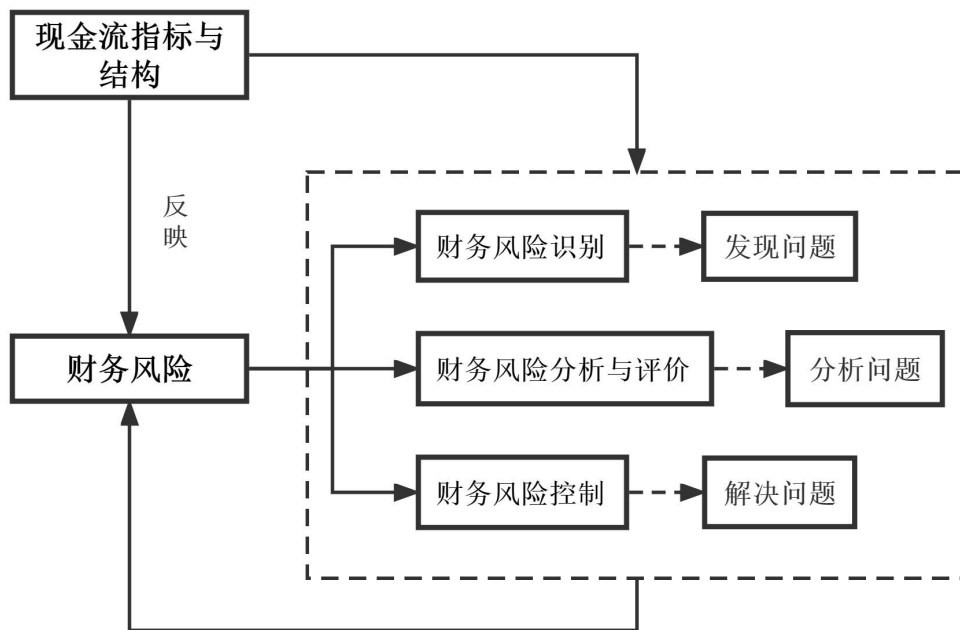 现金流指标与
结构
反
映
财务风险识别
发现问题
财务风险
财务风险分析与评价
分析问题
财务风险控制
解决问题